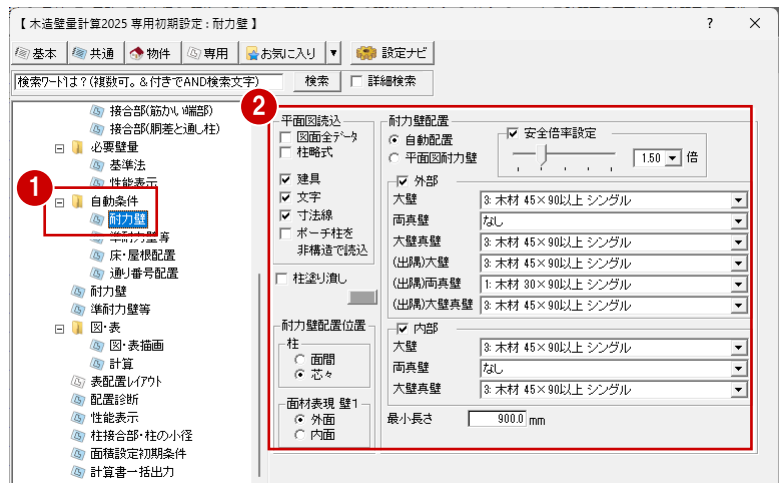 【 木造壁量計算2025 専用初期設定 : 耐力壁 】
? ×
基本 共通 物件 専用 お気に入り ▼ 設定ナビ
検索ワードは？(複数可。＆付きでAND検索文字) 検索 詳細検索
接合部(筋かい端部)
接合部(胴差と通し柱)
必要壁量
基準法
性能表示
1
自動条件
耐力壁
準耐力壁等
床・屋根配置
通り番号配置
耐力壁
準耐力壁等
図・表
図・表描画
計算
表配置レイアウト
配置診断
性能表示
柱接合部・柱の小径
面積設定初期条件
計算書一括出力
2
平面図読込
図面全データ
柱略式
建具
文字
寸法線
ポーチ柱を
非構造で読込
柱塗り潰し
耐力壁配置位置
柱
面間
芯々
面材表現 壁1
外面
内面
耐力壁配置
自動配置
平面図耐力壁
安全倍率設定
1.50 倍
外部
大壁 3: 木材 45×90以上 シングル
両真壁 なし
大壁真壁 3: 木材 45×90以上 シングル
(出隅)大壁 3: 木材 45×90以上 シングル
(出隅)両真壁 1: 木材 30×90以上 シングル
(出隅)大壁真壁 3: 木材 45×90以上 シングル
内部
大壁 3: 木材 45×90以上 シングル
両真壁 なし
大壁真壁 3: 木材 45×90以上 シングル
最小長さ 900.0 mm